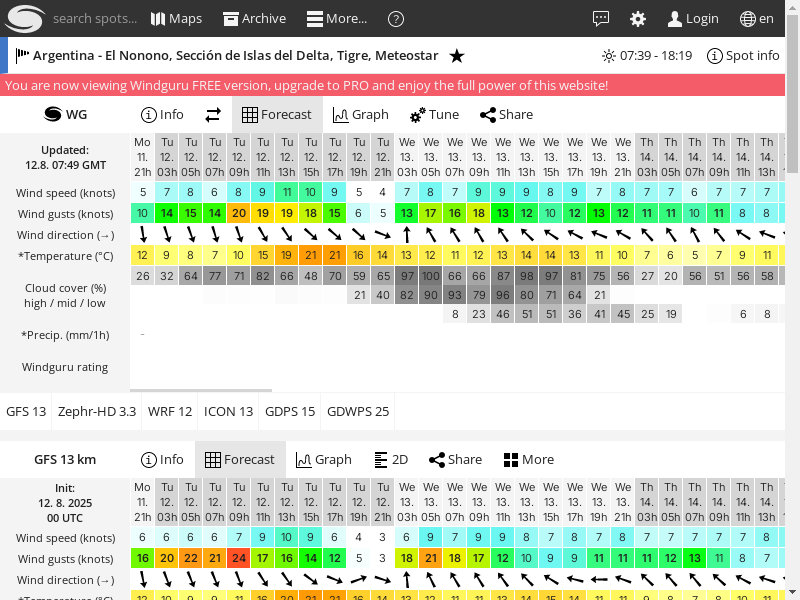 search spots... Maps Archive More... ? Login en
Argentina - El Nonono, Sección de Islas del Delta, Tigre, Meteostar ★ 07:39 - 18:19 Spot info
You are now viewing Windguru FREE version, upgrade to PRO and enjoy the full power of this website!
WG Info Forecast Graph Tune Share
Updated:
12.8. 07:49 GMT
Mo Tu Tu Tu Tu Tu Tu Tu Tu Tu Tu We We We We We We We We We We Th Th Th Th Th Th
11. 12. 12. 12. 12. 12. 12. 12. 12. 12. 12. 13. 13. 13. 13. 13. 13. 13. 13. 13. 13. 14. 14. 14. 14. 14. 14.
21h 03h 05h 07h 09h 11h 13h 15h 17h 19h 21h 03h 05h 07h 09h 11h 13h 15h 17h 19h 21h 03h 05h 07h 09h 11h 13h
Wind speed (knots) 5 7 8 6 8 9 11 10 9 5 4 7 8 7 9 9 9 8 9 7 8 7 7 6 7 7 7
Wind gusts (knots) 10 14 15 14 20 19 19 18 15 6 5 13 17 16 18 13 12 10 12 13 12 11 11 10 11 8 8
Wind direction (→)
*Temperature (°C) 12 9 8 7 10 15 19 21 21 16 14 13 12 11 12 13 14 14 13 11 10 7 6 5 7 9 11
Cloud cover (%)
high / mid / low
26 32 64 77 71 82 66 48 70 59 65 97 100 66 66 87 98 97 81 75 56 27 20 56 51 56 58
21 40 82 90 93 79 96 80 71 64 21
8 23 46 51 51 36 41 45 25 19 6 8
*Precip. (mm/1h) -
Windguru rating
GFS 13 Zephr-HD 3.3 WRF 12 ICON 13 GDPS 15 GDWPS 25
GFS 13 km Info Forecast Graph 2D Share More
Init:
12. 8. 2025
00 UTC
Mo Tu Tu Tu Tu Tu Tu Tu Tu Tu Tu We We We We We We We We We We Th Th Th Th Th Th
11. 12. 12. 12. 12. 12. 12. 12. 12. 12. 12. 13. 13. 13. 13. 13. 13. 13. 13. 13. 13. 14. 14. 14. 14. 14. 14.
21h 03h 05h 07h 09h 11h 13h 15h 17h 19h 21h 03h 05h 07h 09h 11h 13h 15h 17h 19h 21h 03h 05h 07h 09h 11h 13h
Wind speed (knots) 6 6 6 6 7 9 10 9 6 4 3 6 9 7 9 9 8 7 8 7 8 7 7 7 7 8 7
Wind gusts (knots) 16 20 22 21 24 17 16 14 12 5 3 18 21 18 17 12 10 9 9 11 11 11 12 13 11 8 7
Wind direction (→)